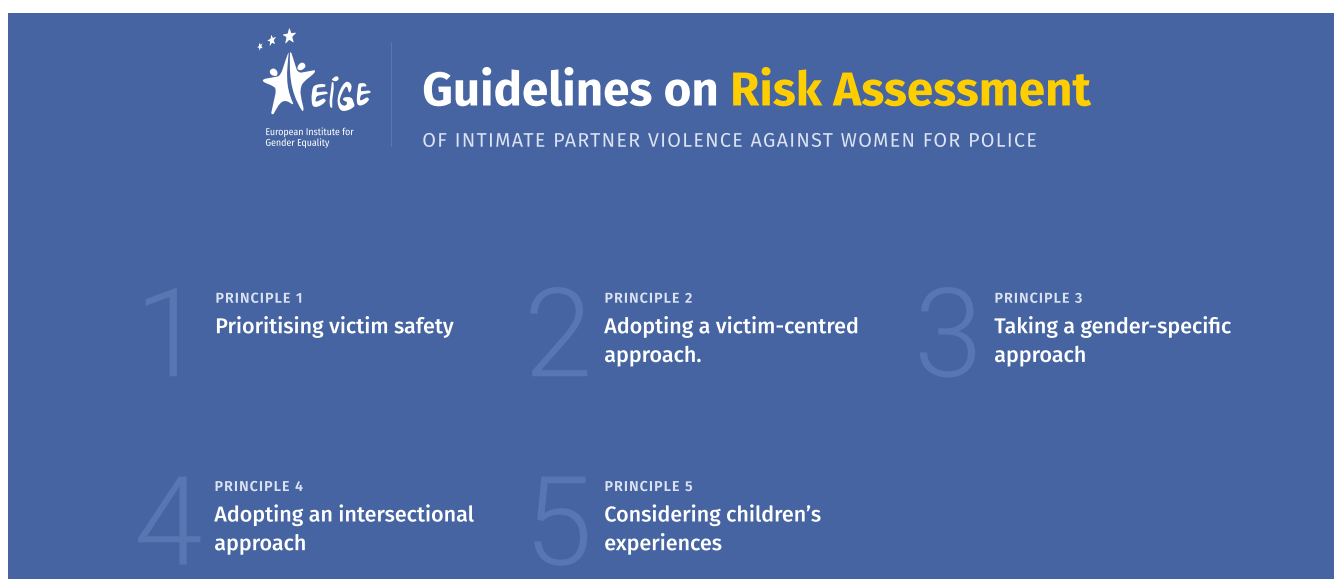 EIGE
European Institute for
Gender Equality
Guidelines on Risk Assessment
OF INTIMATE PARTNER VIOLENCE AGAINST WOMEN FOR POLICE
1
PRINCIPLE 1
Prioritising victim safety
2
PRINCIPLE 2
Adopting a victim-centred
approach.
3
PRINCIPLE 3
Taking a gender-specific
approach
4
PRINCIPLE 4
Adopting an intersectional
approach
5
PRINCIPLE 5
Considering children’s
experiences